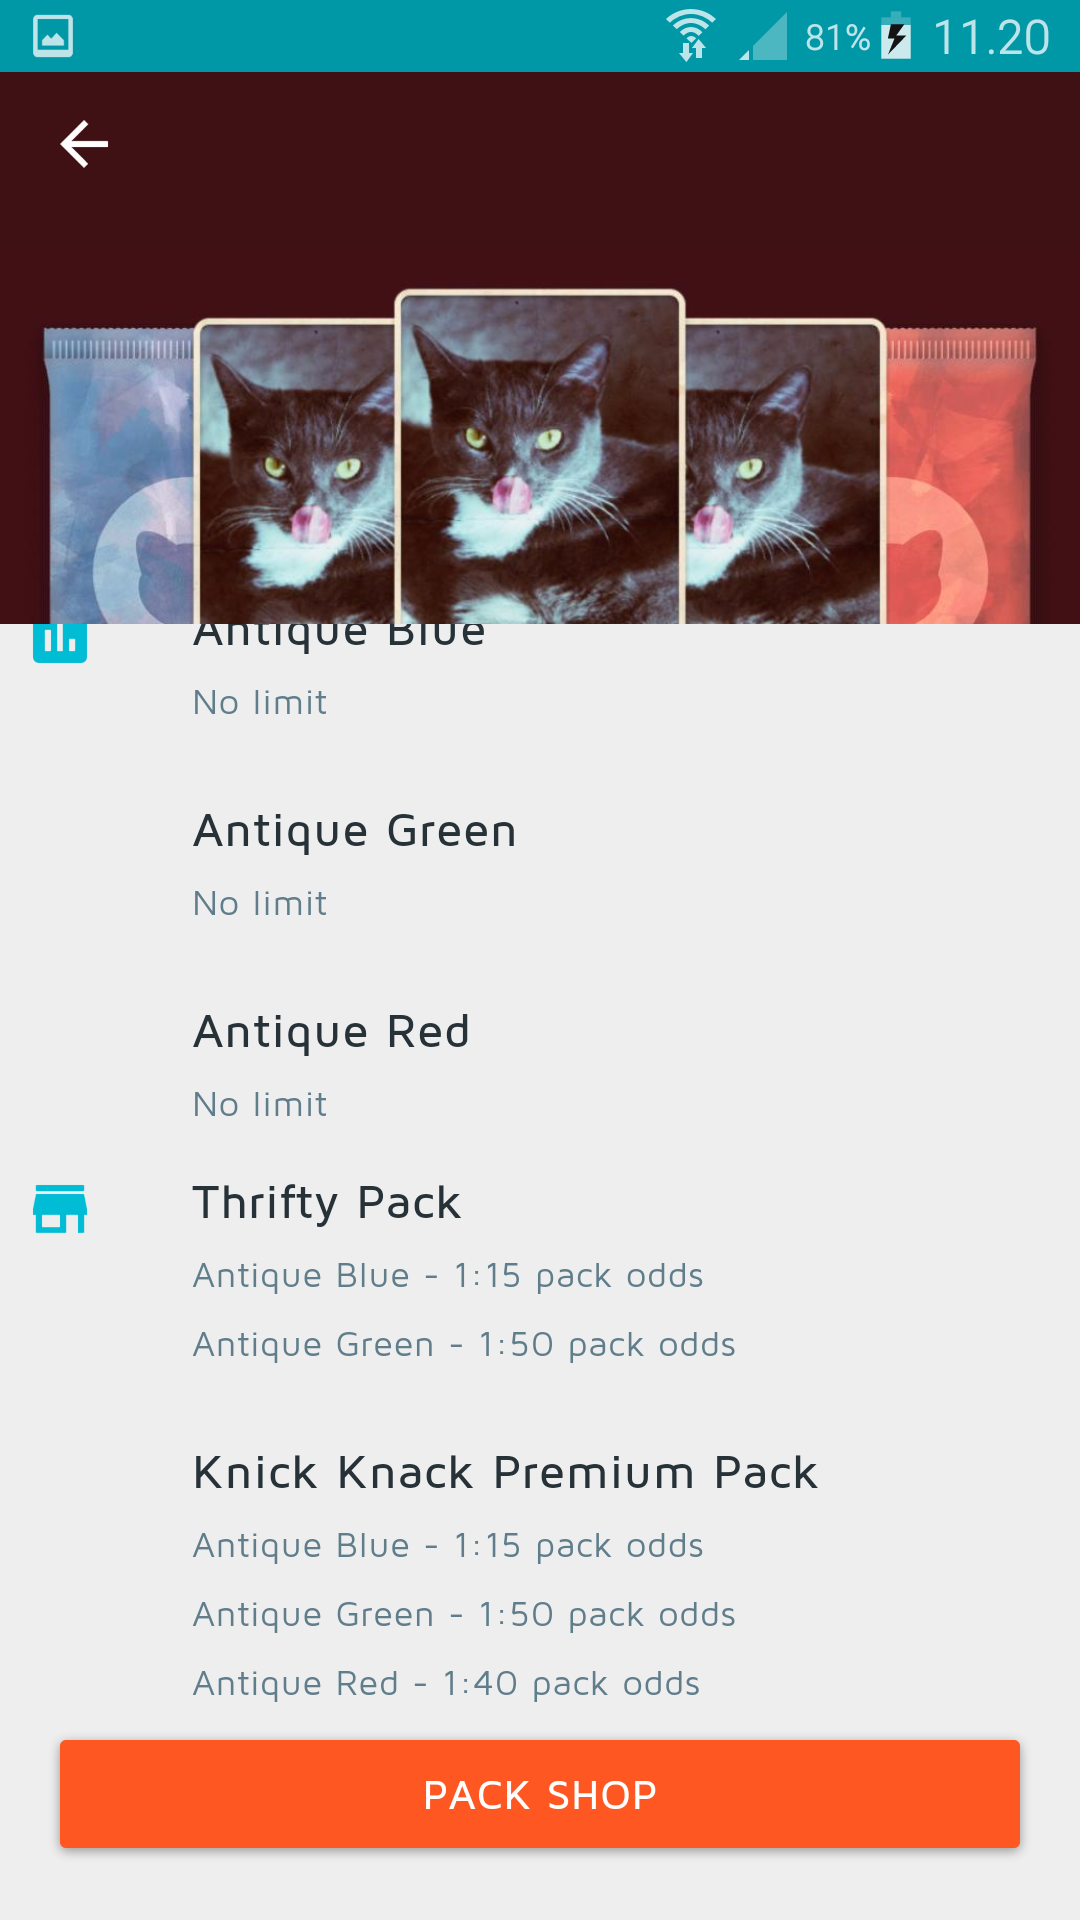 81% 11.20
Antique Blue
No limit
Antique Green
No limit
Antique Red
No limit
Thrifty Pack
Antique Blue - 1:15 pack odds
Antique Green - 1:50 pack odds
Knick Knack Premium Pack
Antique Blue - 1:15 pack odds
Antique Green - 1:50 pack odds
Antique Red - 1:40 pack odds
PACK SHOP